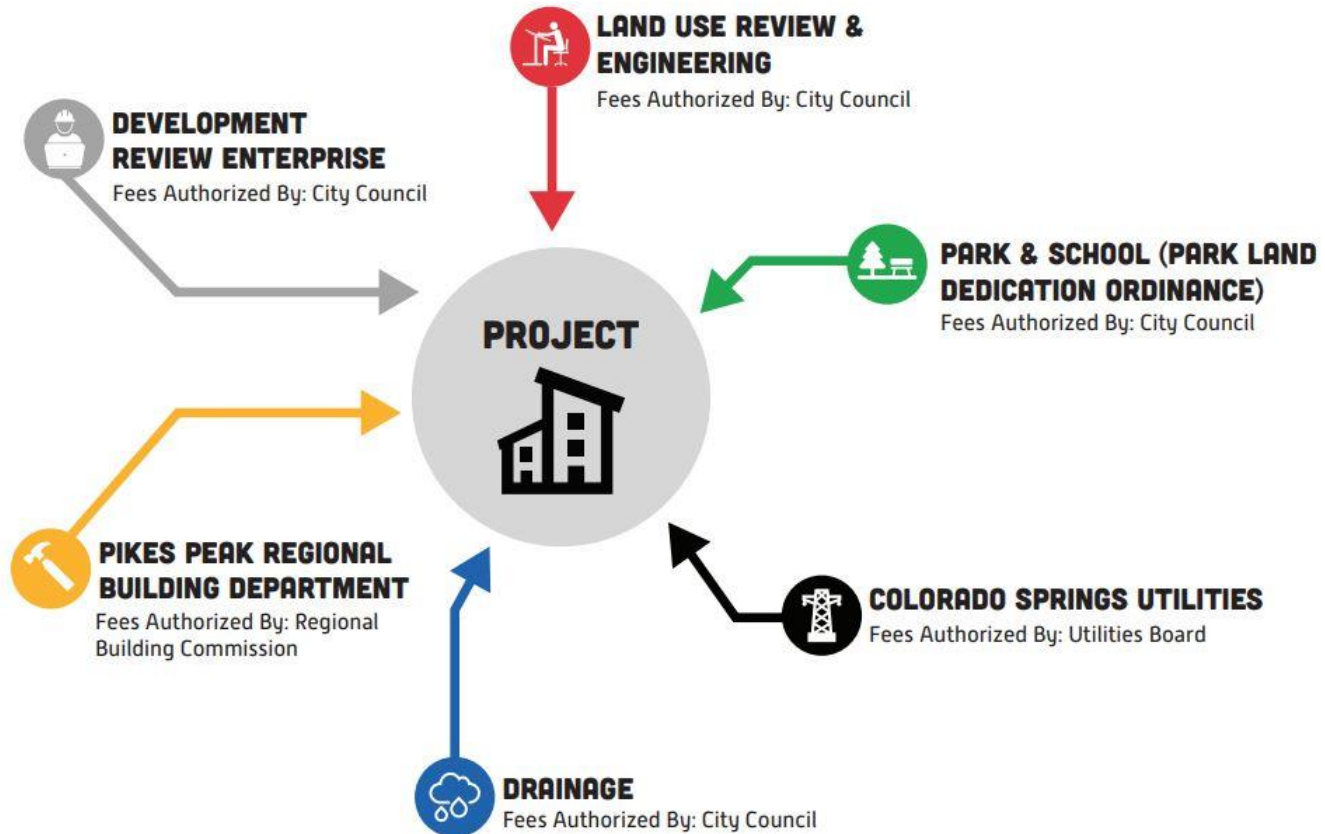 LAND USE REVIEW &
ENGINEERING
Fees Authorized By: City Council
DEVELOPMENT
REVIEW ENTERPRISE
Fees Authorized By: City Council
PARK & SCHOOL (PARK LAND
DEDICATION ORDINANCE)
Fees Authorized By: City Council
PROJECT
PIKES PEAK REGIONAL
BUILDING DEPARTMENT
Fees Authorized By: Regional
Building Commission
COLORADO SPRINGS UTILITIES
Fees Authorized By: Utilities Board
DRAINAGE
Fees Authorized By: City Council